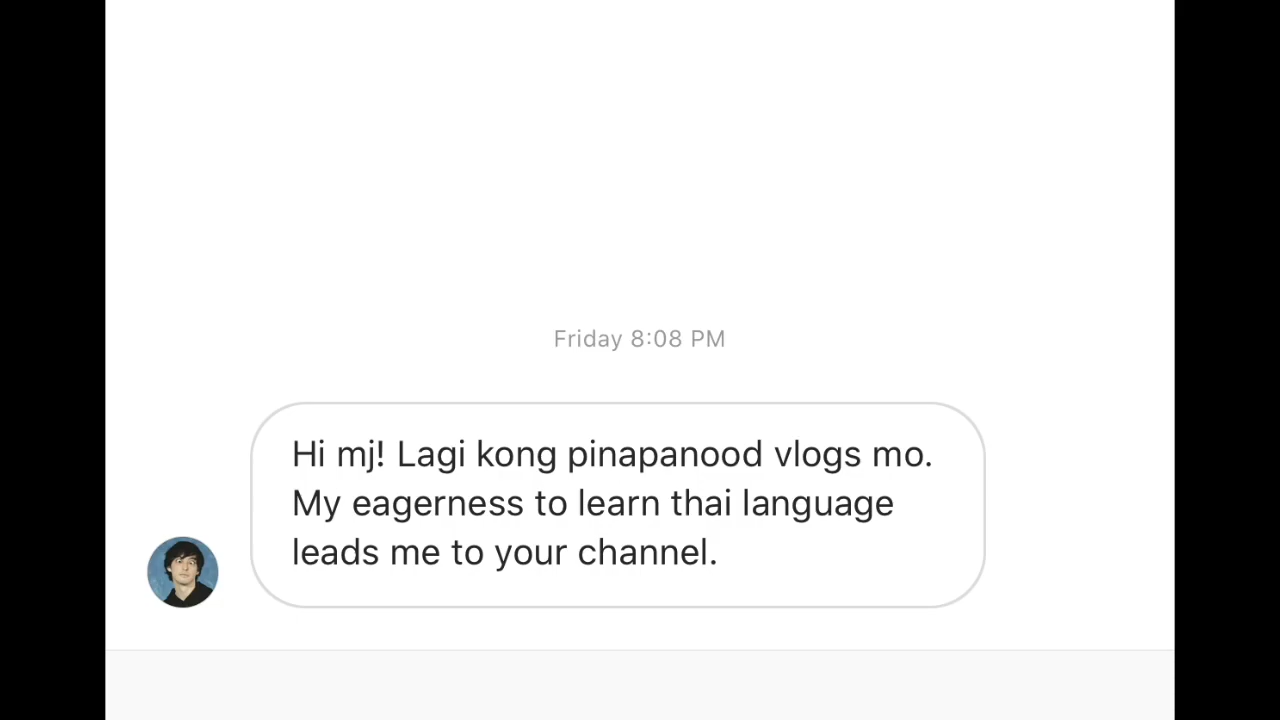 Friday 8:08 PM
Hi mj! Lagi kong pinapanood vlogs mo.
My eagerness to learn thai language
leads me to your channel.